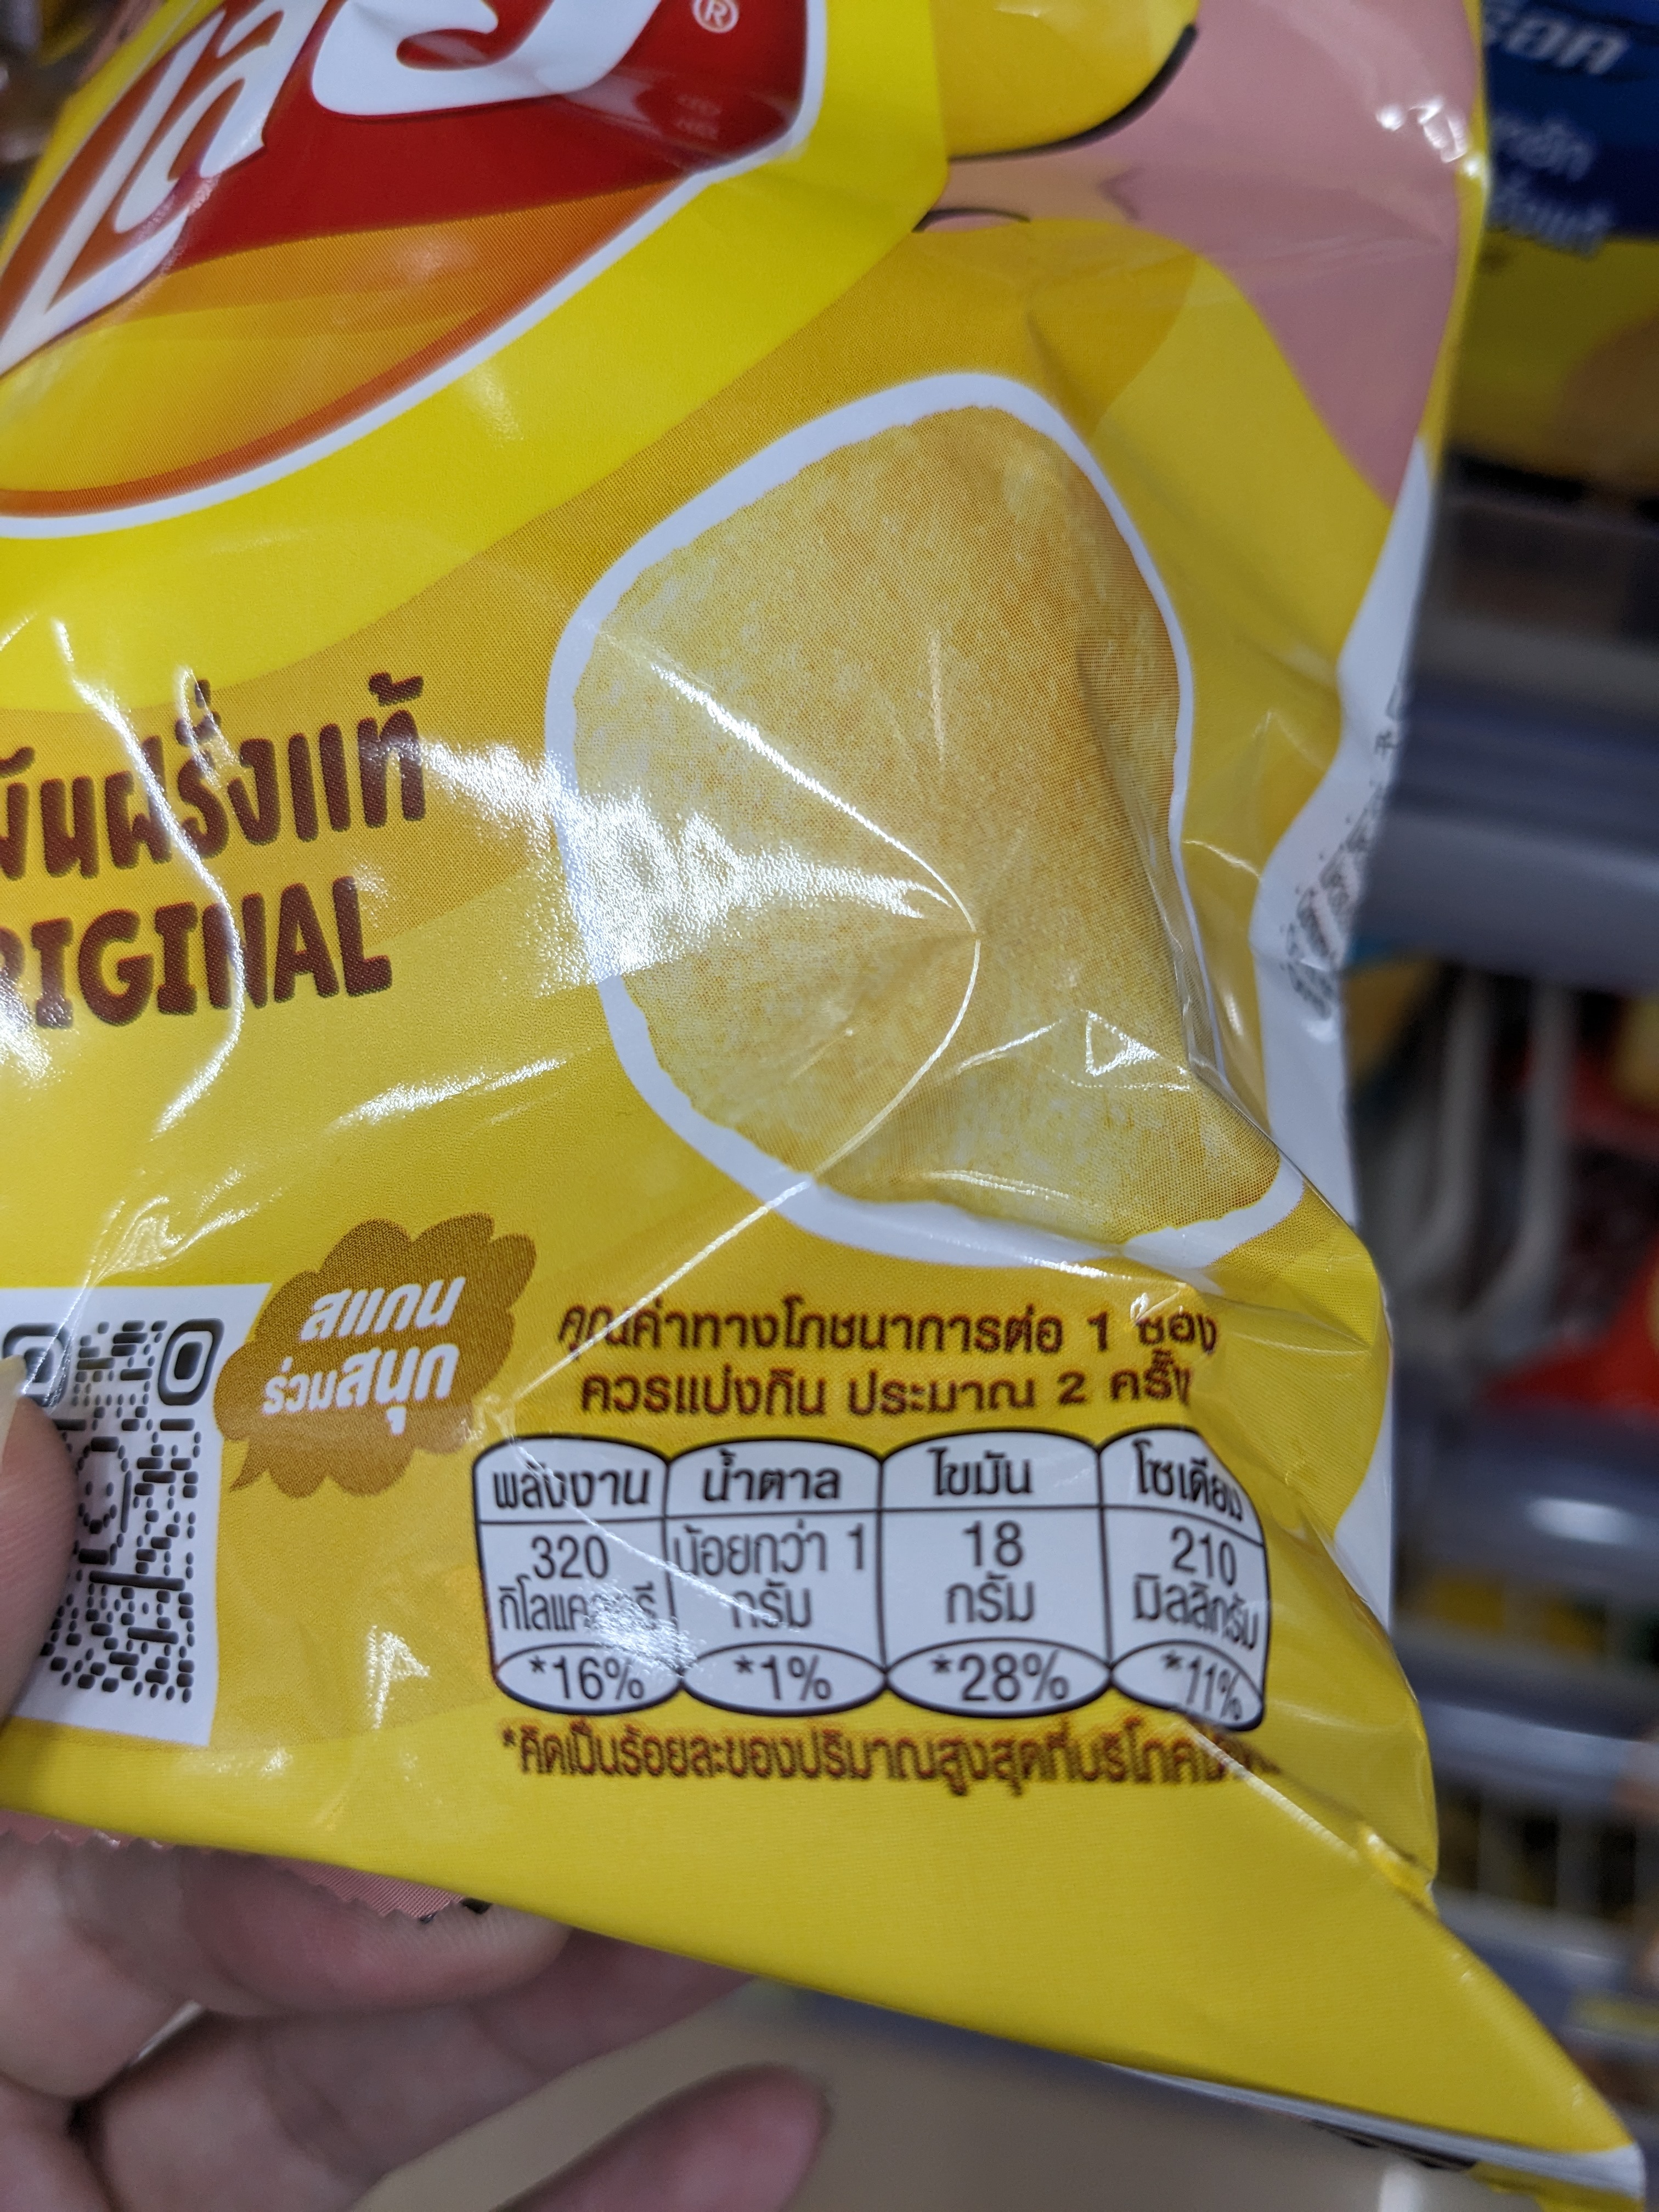 เลย์
®
มันฝรั่งแท้
ORIGINAL
สแกน
ร่วมสนุก
คุณค่าทางโภชนาการต่อ 1 ซอง
ควรแบ่งกิน ประมาณ 2 ครั้ง
พลังงาน น้ำตาล ไขมัน โซเดียม
320 น้อยกว่า 1 18 210
กิโลแคลอรี กรัม กรัม มิลลิกรัม
*16% *1% *28% *11%
*คิดเป็นร้อยละของปริมาณสูงสุดที่บริโภคได้